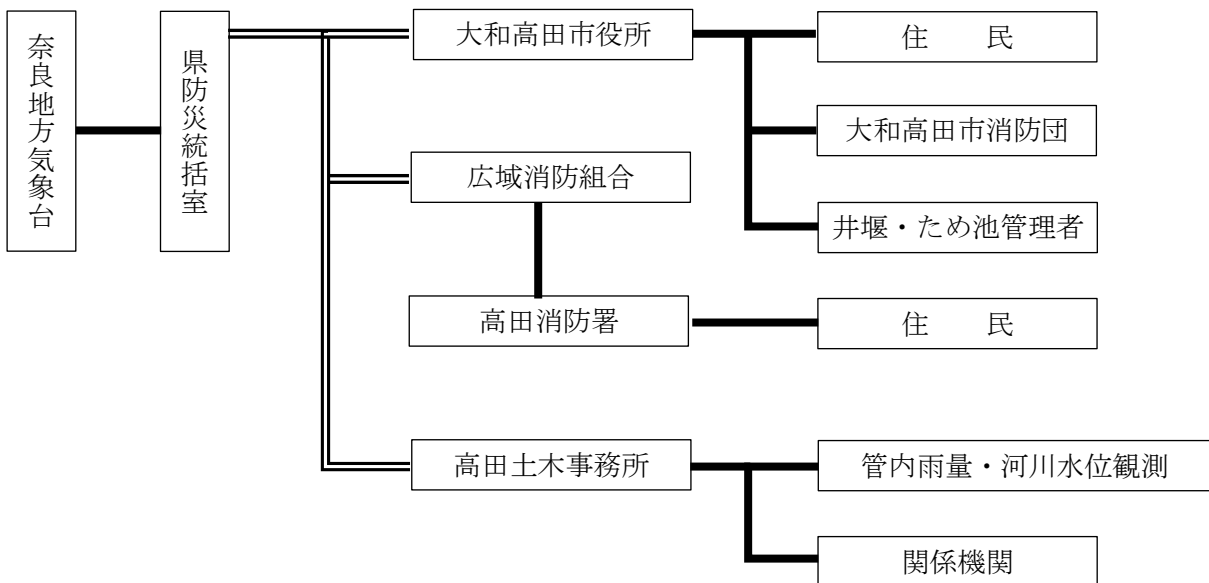 奈良地方気象台
県防災統括室
大和高田市役所
住　　民
大和高田市消防団
広域消防組合
井堰・ため池管理者
高田消防署
住　　民
高田土木事務所
管内雨量・河川水位観測
関係機関